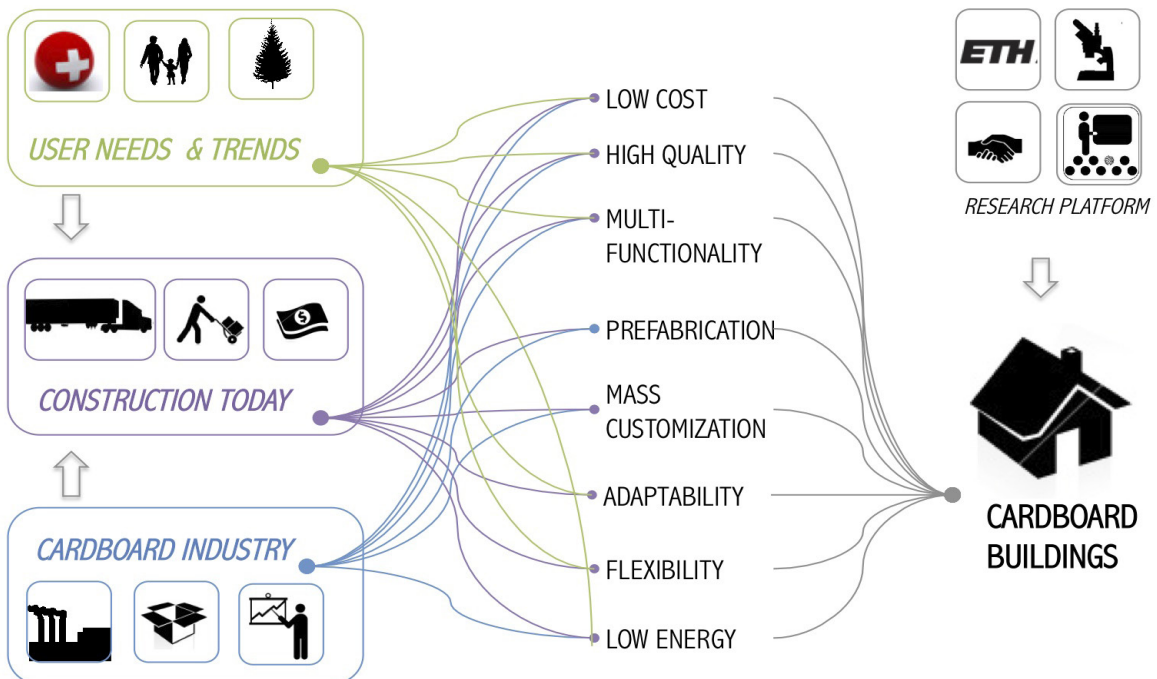 USER NEEDS & TRENDS
CONSTRUCTION TODAY
CARDBOARD INDUSTRY
LOW COST
HIGH QUALITY
MULTI-
FUNCTIONALITY
PREFABRICATION
MASS
CUSTOMIZATION
ADAPTABILITY
FLEXIBILITY
LOW ENERGY
ETH
RESEARCH PLATFORM
CARDBOARD
BUILDINGS